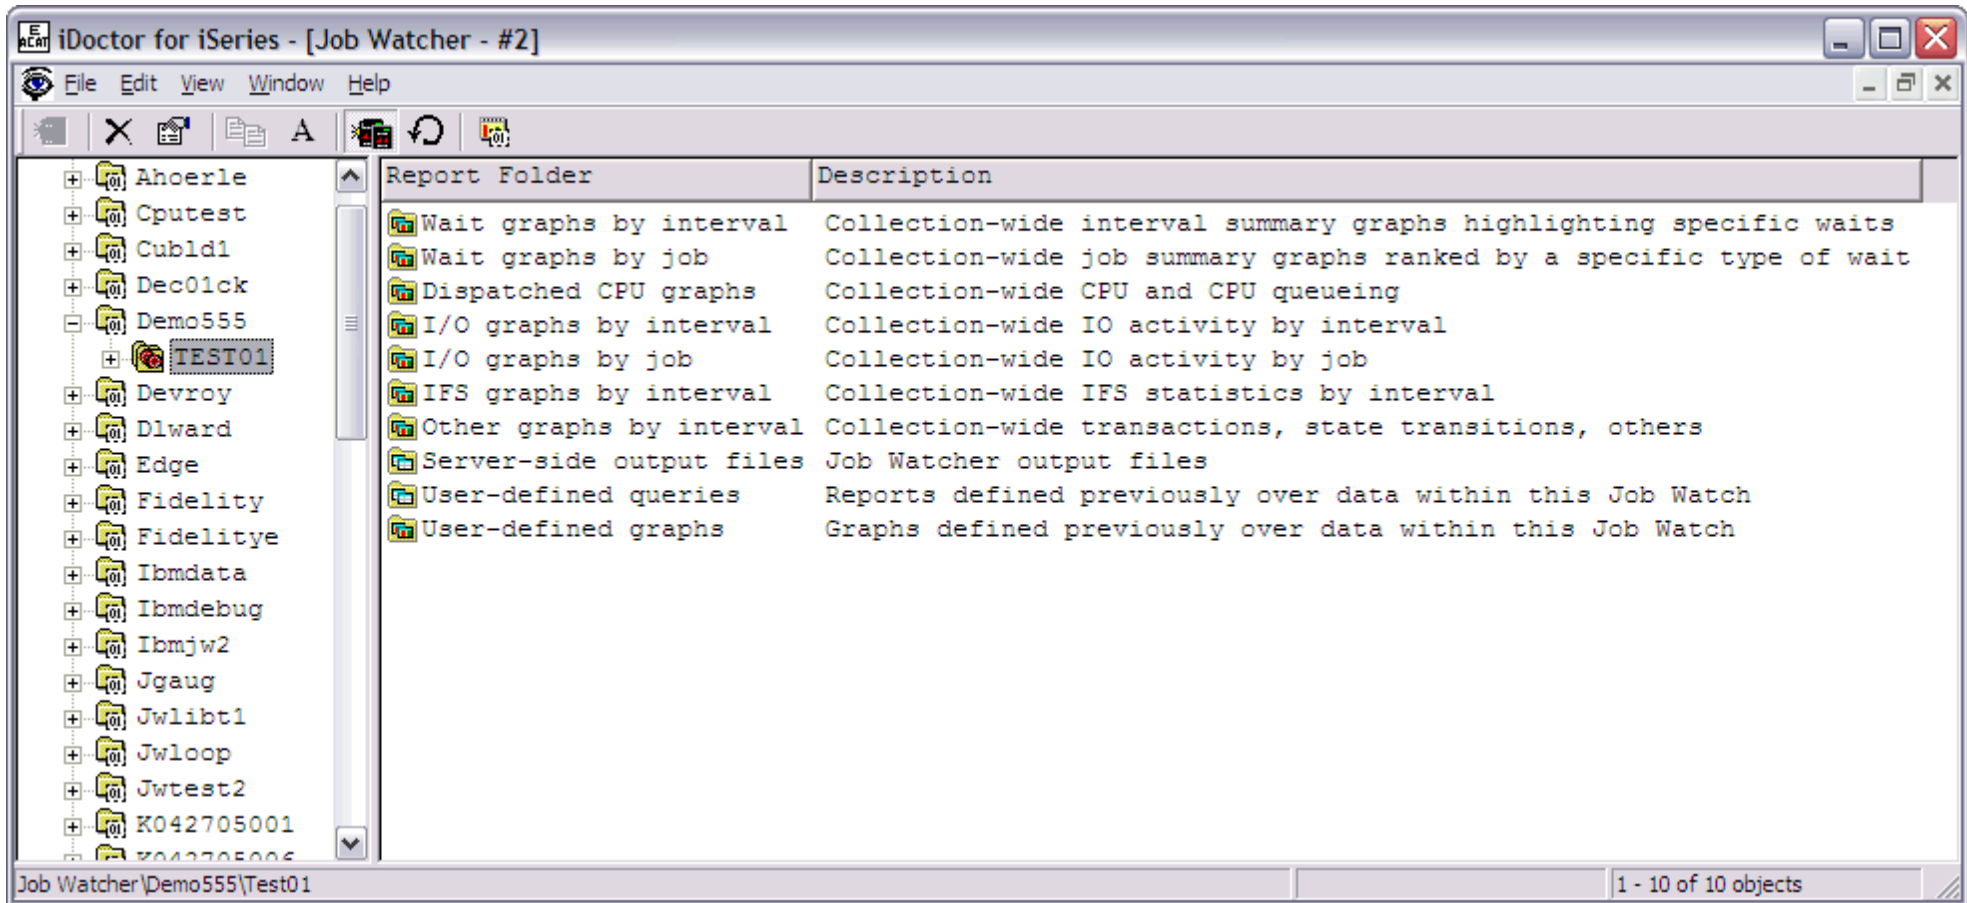 iDoctor for iSeries - [Job Watcher - #2]
File Edit View Window Help
A
Ahoerle
Cputest
Cubld1
Dec01ck
Demo555
TEST01
Devroy
Dlward
Edge
Fidelity
Fidelitye
Ibmdata
Ibmdebug
Ibmjw2
Jgaug
Jwlibt1
Jwloop
Jwtest2
K042705001
K042705006
Report Folder Description
Wait graphs by interval Collection-wide interval summary graphs highlighting specific waits
Wait graphs by job Collection-wide job summary graphs ranked by a specific type of wait
Dispatched CPU graphs Collection-wide CPU and CPU queueing
I/O graphs by interval Collection-wide IO activity by interval
I/O graphs by job Collection-wide IO activity by job
IFS graphs by interval Collection-wide IFS statistics by interval
Other graphs by interval Collection-wide transactions, state transitions, others
Server-side output files Job Watcher output files
User-defined queries Reports defined previously over data within this Job Watch
User-defined graphs Graphs defined previously over data within this Job Watch
Job Watcher\Demo555\Test01
1 - 10 of 10 objects